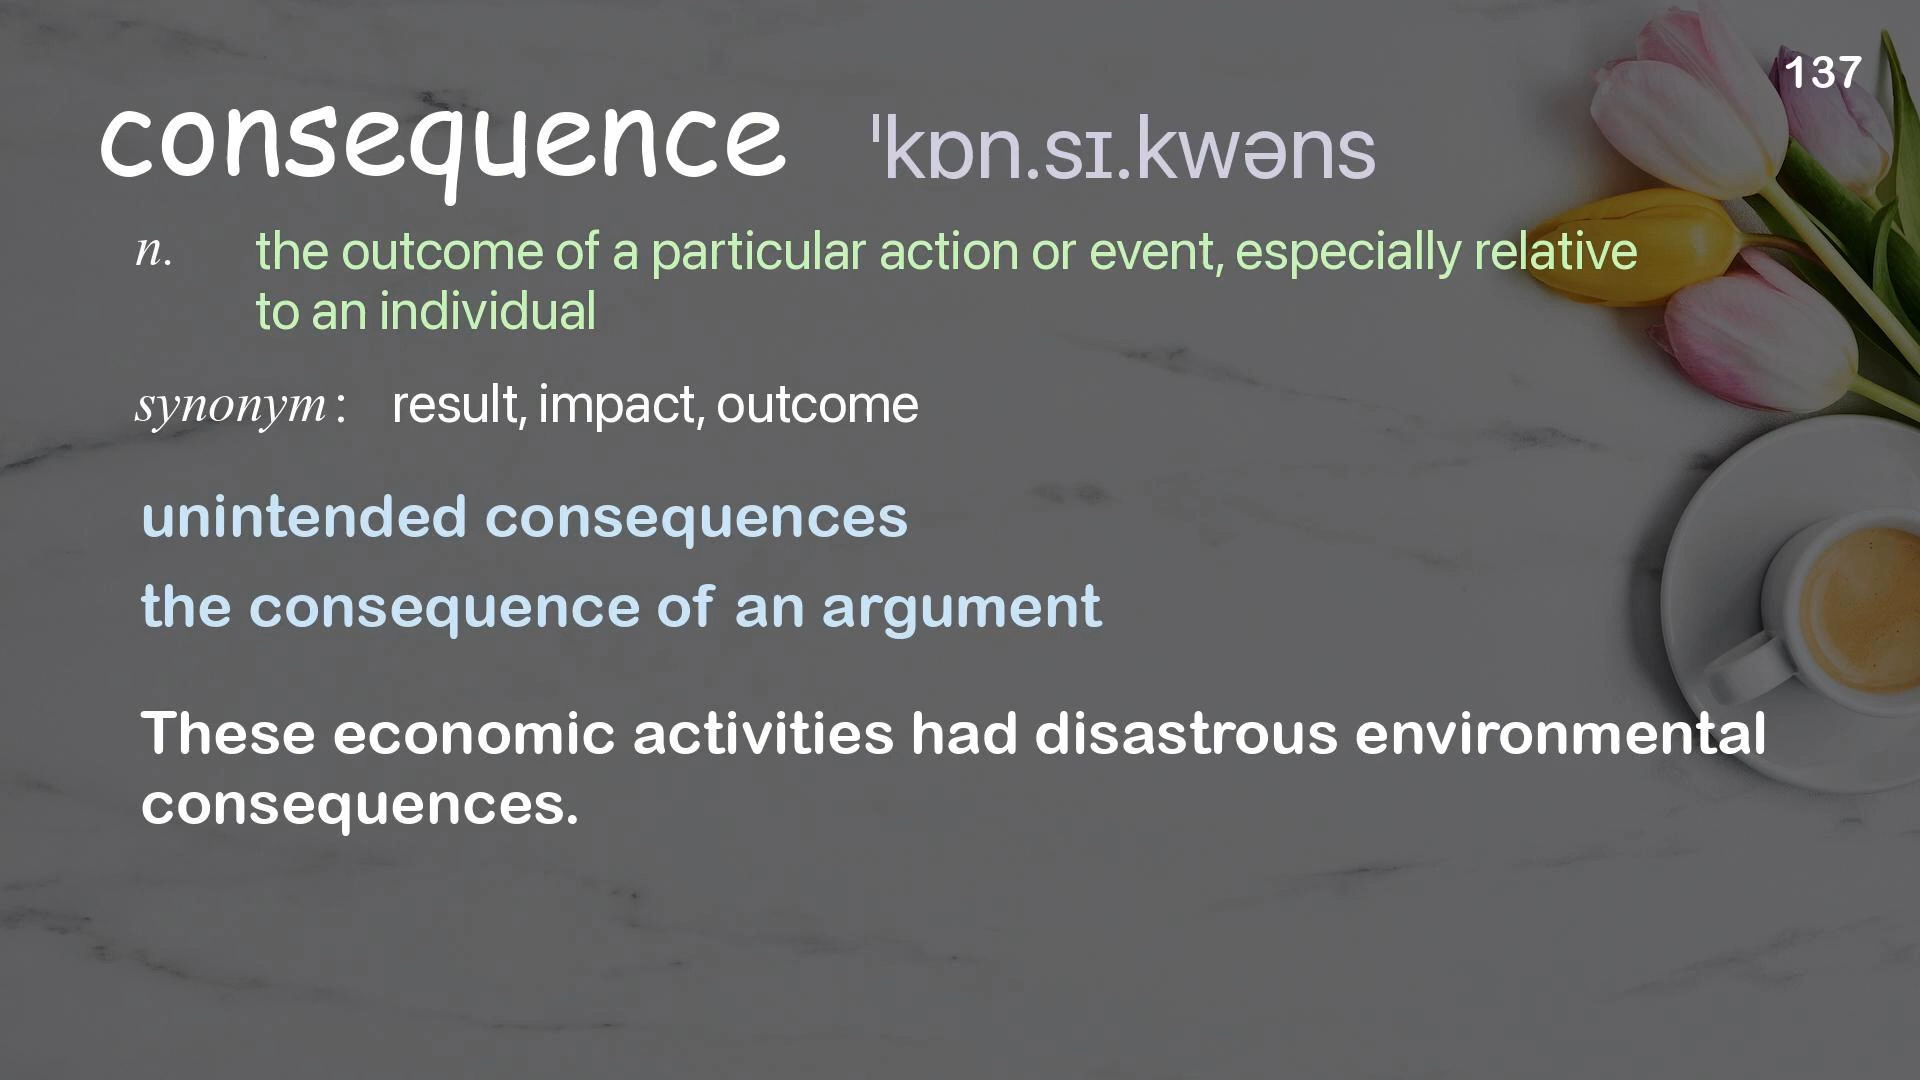 137
consequence ˈkɒn.sɪ.kwəns
n. the outcome of a particular action or event, especially relative
to an individual
synonym: result, impact, outcome
unintended consequences
the consequence of an argument
These economic activities had disastrous environmental
consequences.